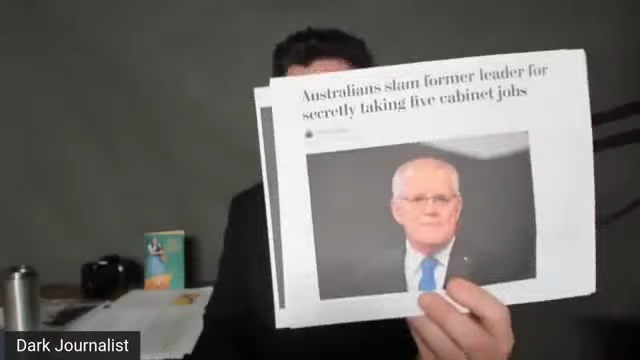 Australians slam former leader for
secretly taking five cabinet jobs
Dark Journalist